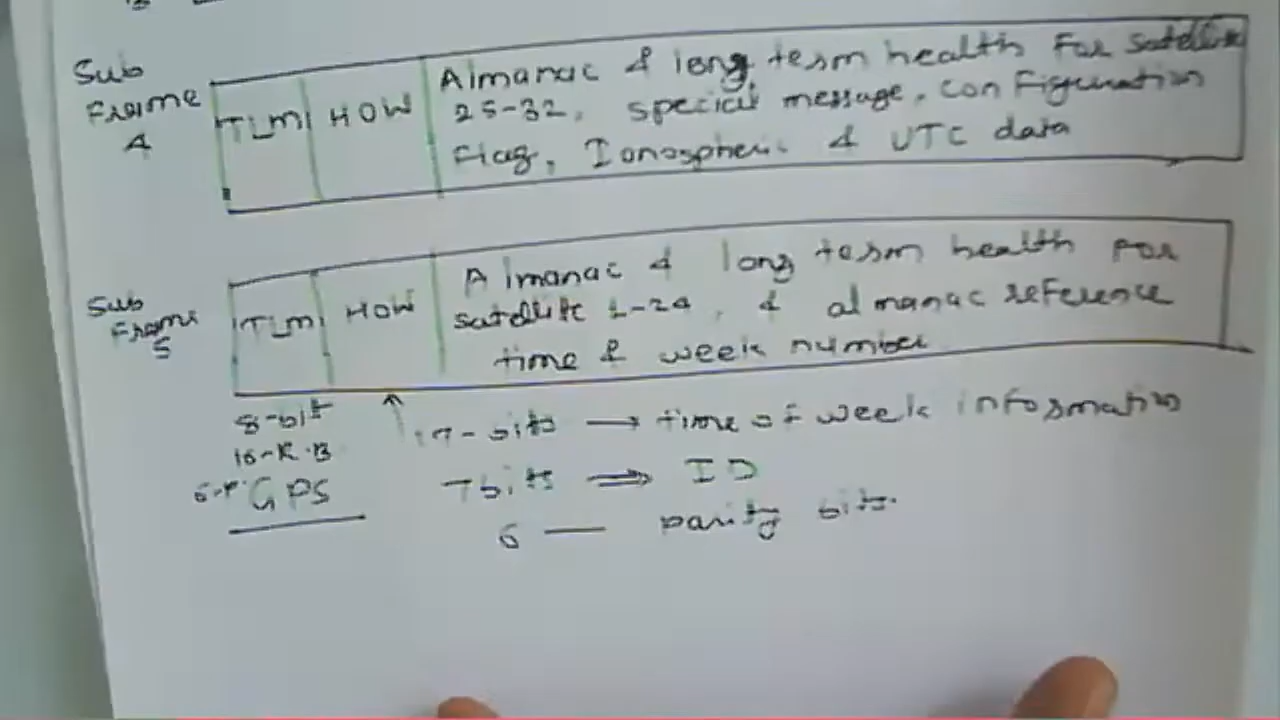 Sub
Frame
4
TLM
HOW
Almanac & long term health For Satellite
25-32, special message, configuration
Flag, Ionospheric & UTC data
Sub
Frame
5
TLM
HOW
Almanac & long term health For
satellite 1-24, & almanac reference
time & week number
8-bit
16-R.B
6-P.
GPS
17-bits → time of week information
7bits ⇒ ID
6 — parity bits.